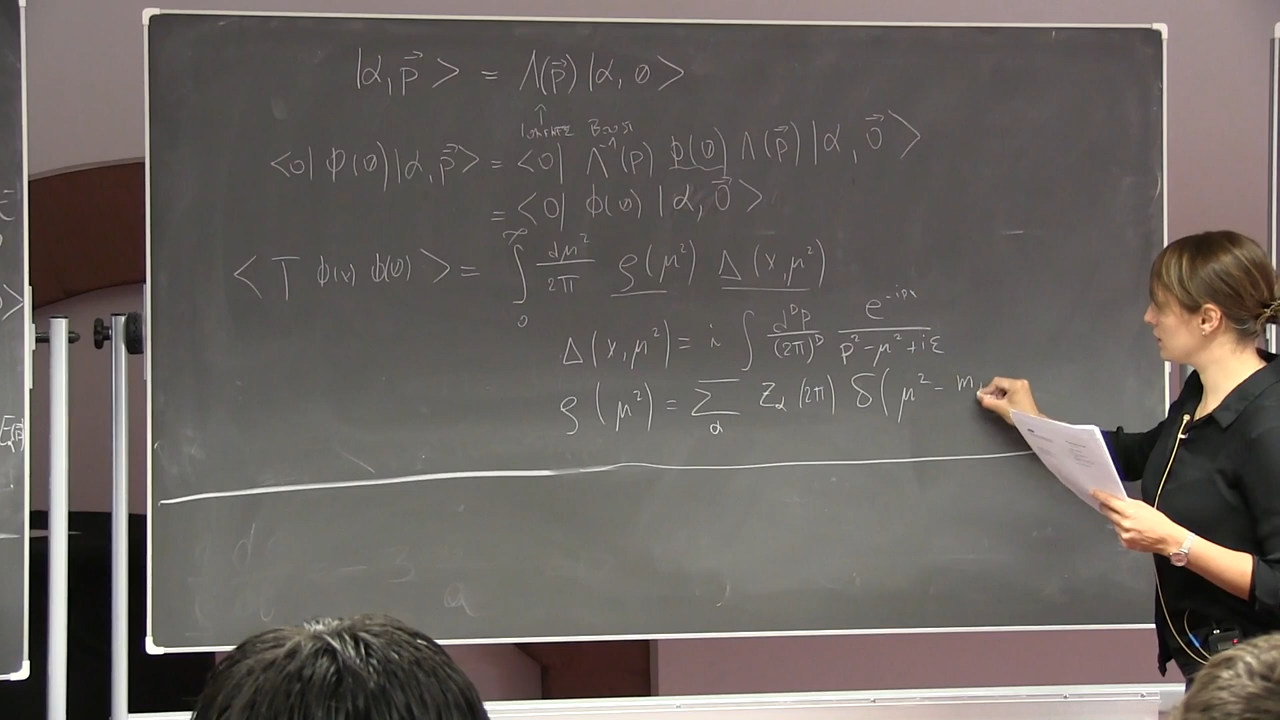 |α, p⃗ > = Λ(p⃗) |α, 0 >
↑
Lorentz Boost
<0| φ(0) |α, p⃗> = <0| Λ⁻¹(p) φ(0) Λ(p⃗) |α, 0⃗ >
= <0| φ(0) |α, 0⃗ >
< T φ(x) φ(0) > = ∫₀^∞ dμ²/2π ρ(μ²) Δ(x, μ²)
Δ(x, μ²) = i ∫ d^D p/(2π)^D e^{-ipx}/(p² - μ² + iε)
ρ(μ²) = Σ_α Z_α (2π) δ(μ² - m